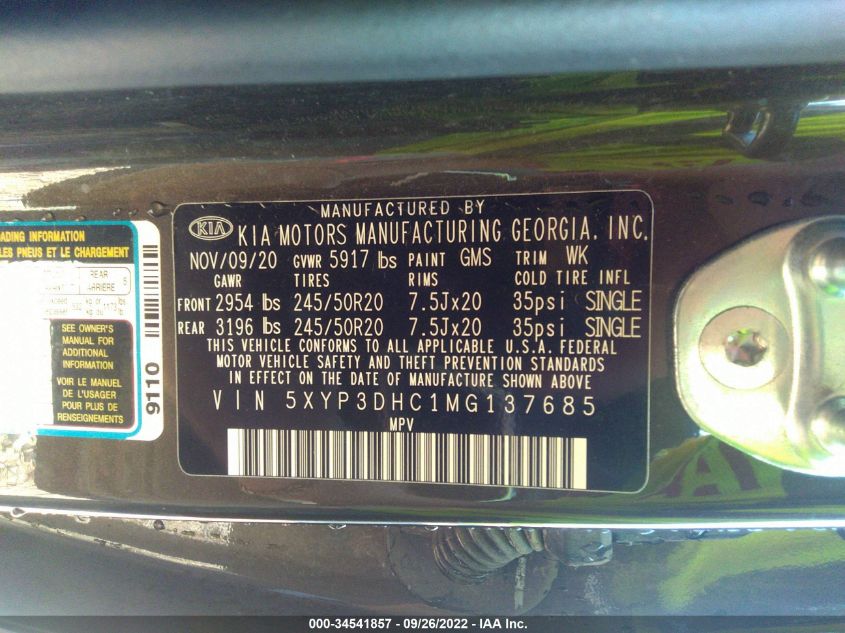 MANUFACTURED BY
KIA KIA MOTORS MANUFACTURING GEORGIA, INC.
NOV/09/20 GVWR 5917 lbs PAINT GMS TRIM WK
GAWR TIRES RIMS COLD TIRE INFL
FRONT 2954 lbs 245/50R20 7.5Jx20 35psi SINGLE
REAR 3196 lbs 245/50R20 7.5Jx20 35psi SINGLE
THIS VEHICLE CONFORMS TO ALL APPLICABLE U.S.A. FEDERAL
MOTOR VEHICLE SAFETY AND THEFT PREVENTION STANDARDS
IN EFFECT ON THE DATE OF MANUFACTURE SHOWN ABOVE
VIN 5XYP3DHC1MG137685
MPV
OADING INFORMATION
LES PNEUS ET LE CHARGEMENT
REAR
ARRIÈRE
SEE OWNER'S
MANUAL FOR
ADDITIONAL
INFORMATION
VOIR LE MANUEL
DE L'USAGER
POUR PLUS DE
RENSEIGNEMENTS
9110
000-34541857 - 09/26/2022 - IAA Inc.